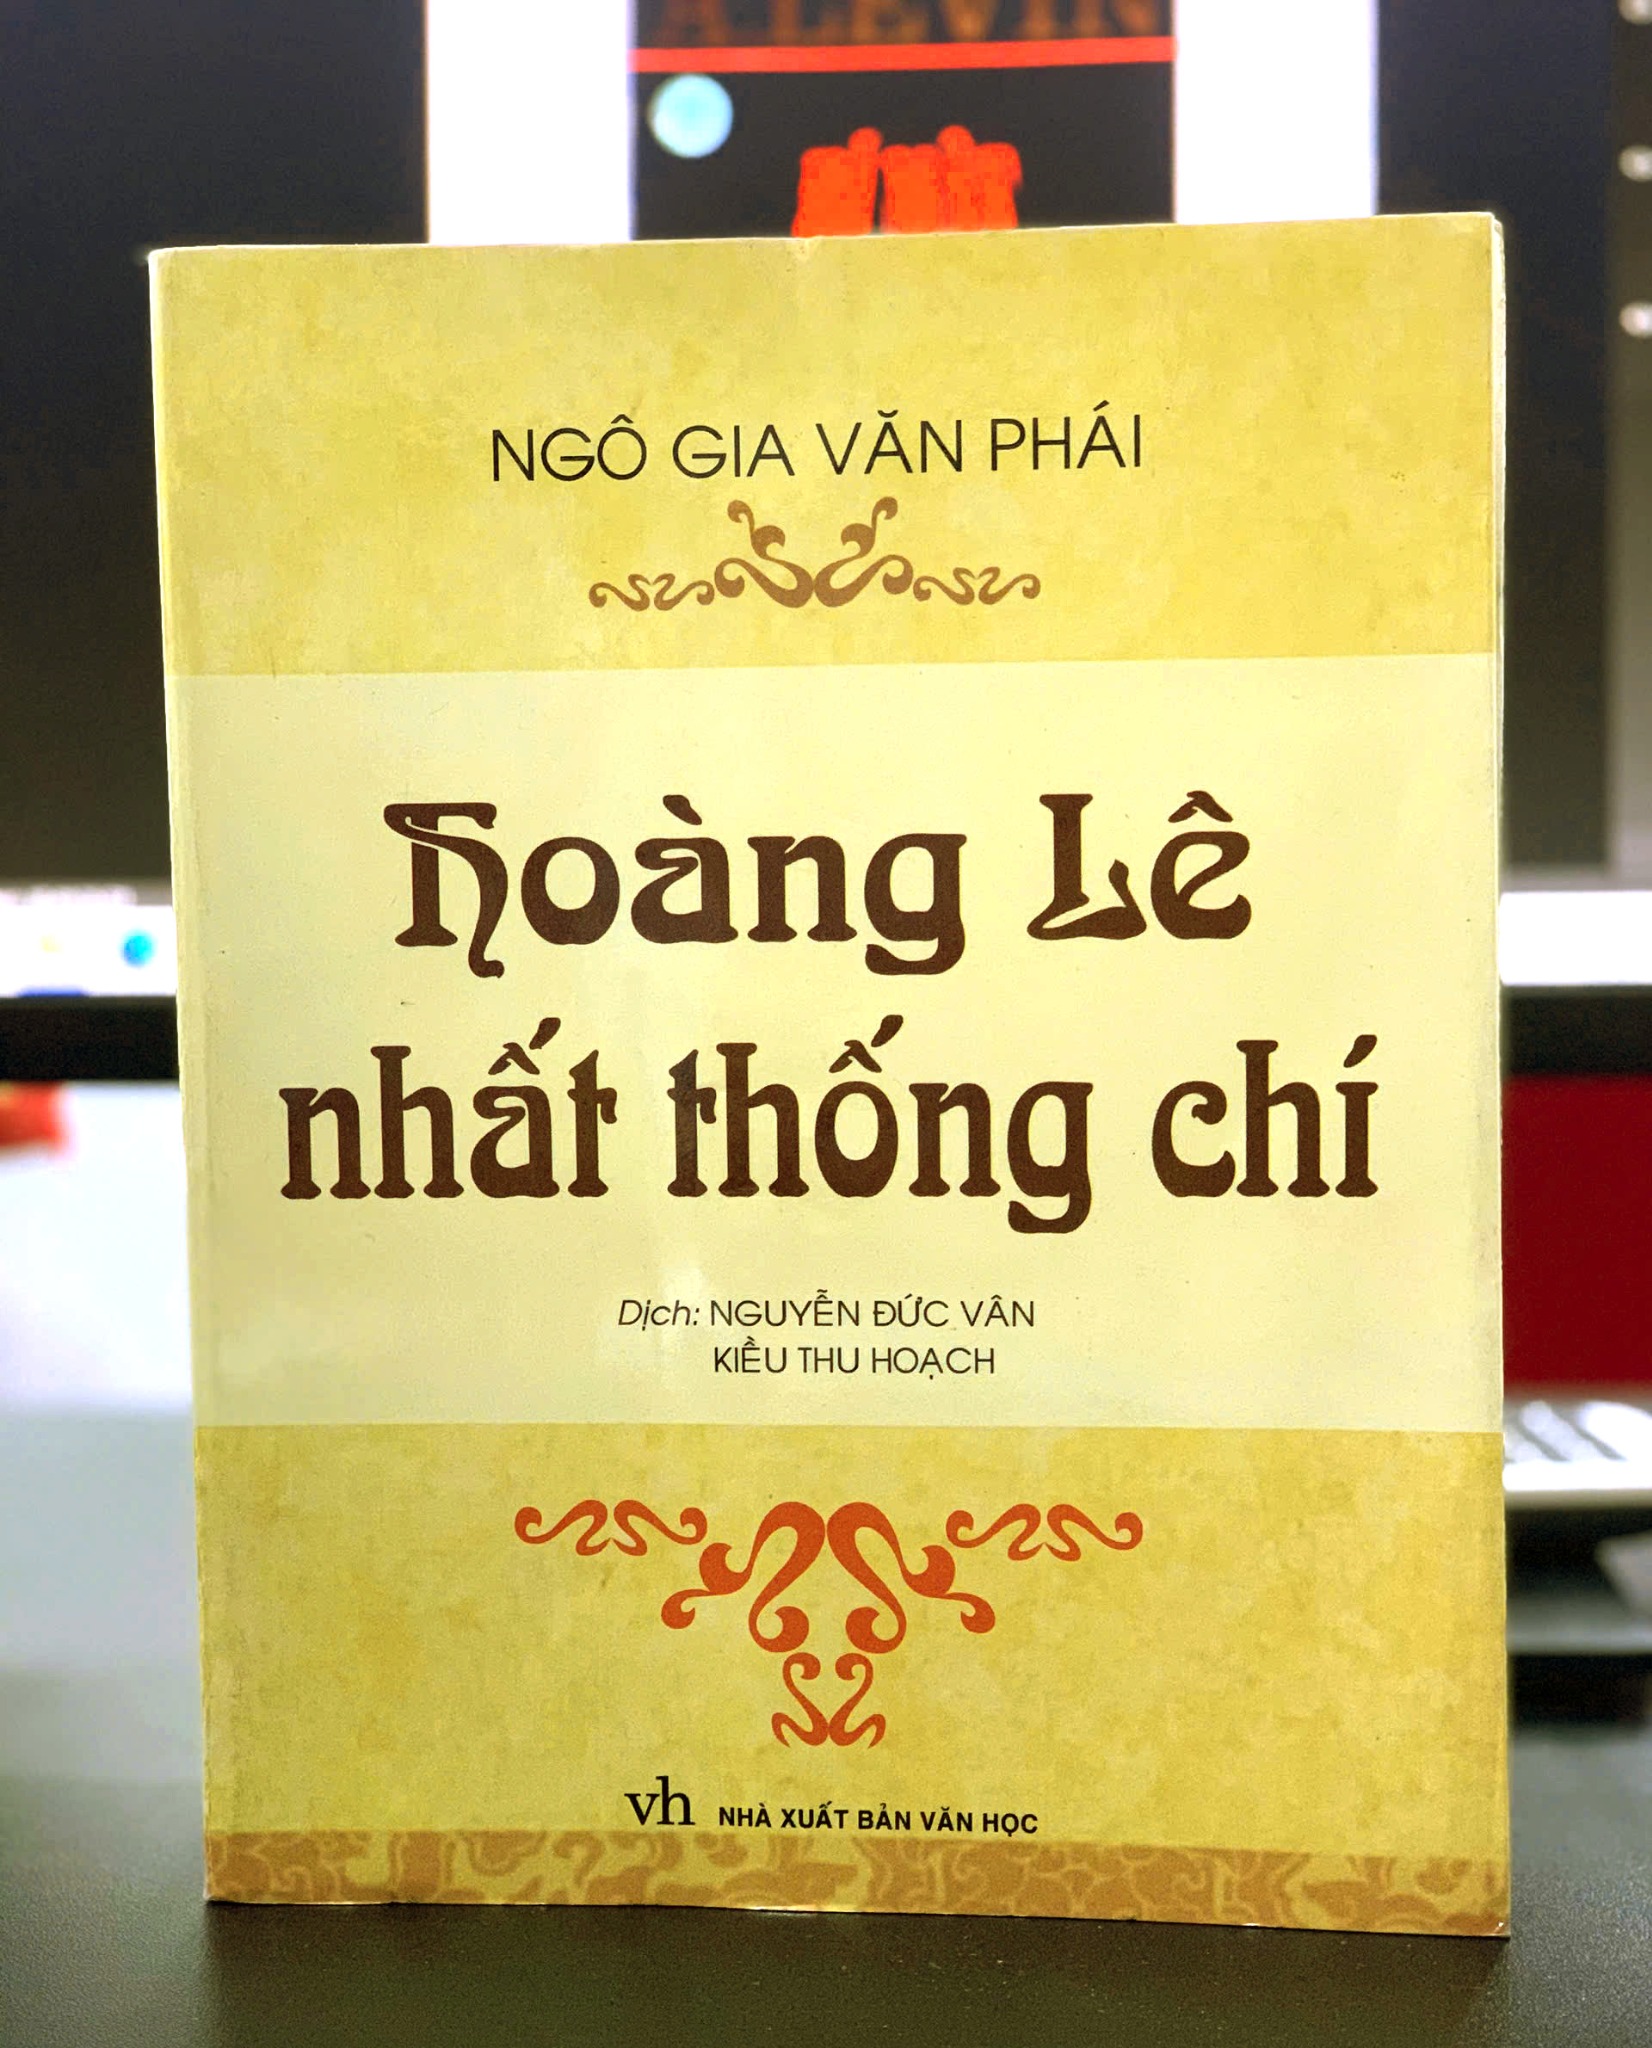 A.LEVIN
NGÔ GIA VĂN PHÁI
Hoàng Lê
nhất thống chí
Dịch: NGUYỄN ĐỨC VÂN
KIỀU THU HOẠCH
vh NHÀ XUẤT BẢN VĂN HỌC